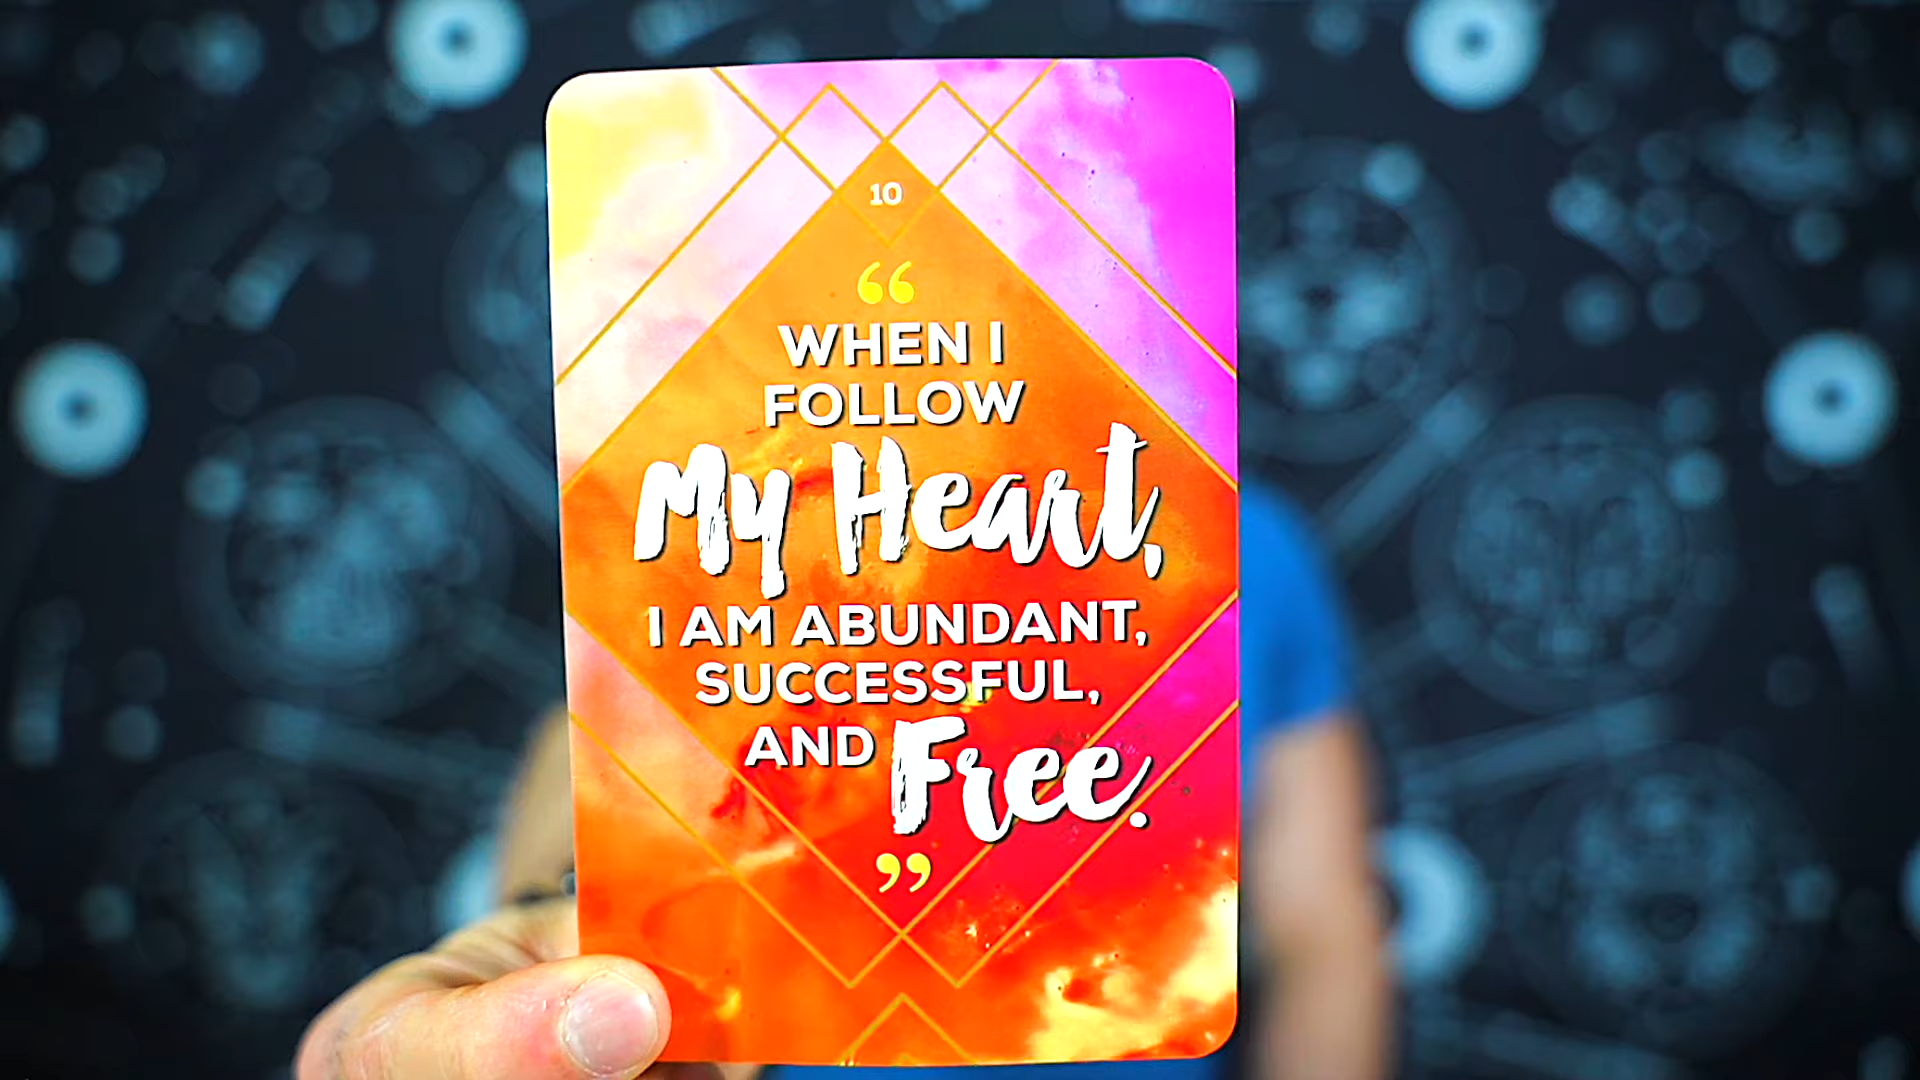 10
“
WHEN I
FOLLOW
My Heart,
I AM ABUNDANT,
SUCCESSFUL,
AND Free.
”